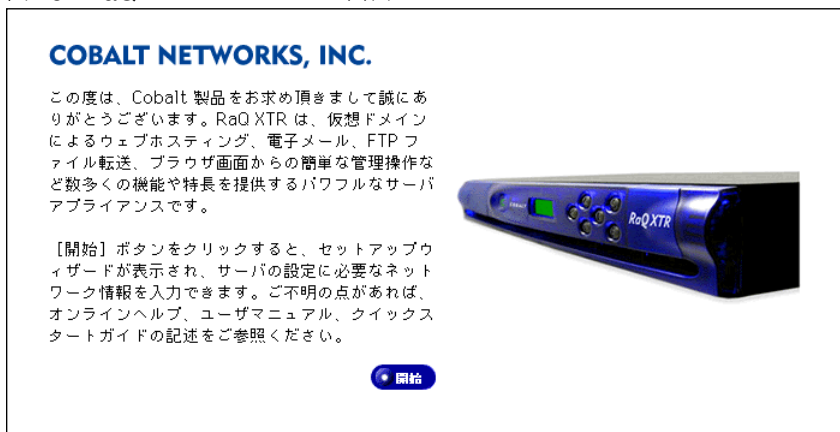 COBALT NETWORKS, INC.
この度は、Cobalt 製品をお求め頂きまして誠にあ
りがとうございます。RaQ XTR は、仮想ドメイン
によるウェブホスティング、電子メール、FTP フ
ァイル転送、ブラウザ画面からの簡単な管理操作な
ど数多くの機能や特長を提供するパワフルなサーバ
アプライアンスです。
［開始］ボタンをクリックすると、セットアップウ
ィザードが表示され、サーバの設定に必要なネット
ワーク情報を入力できます。ご不明の点があれば、
オンラインヘルプ、ユーザマニュアル、クイックス
タートガイドの記述をご参照ください。
開始
COBALT
RaQ XTR